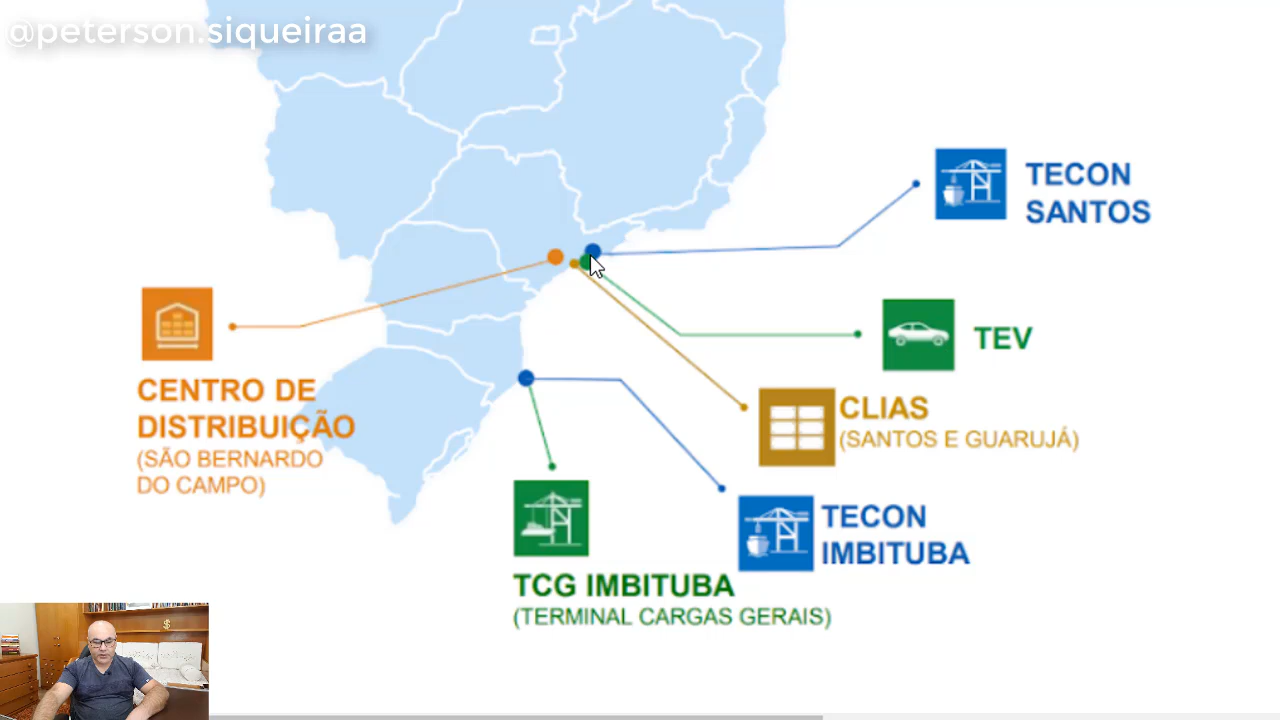 @peterson.siqueiraa
TECON
SANTOS
TEV
CENTRO DE
DISTRIBUIÇÃO
(SÃO BERNARDO
DO CAMPO)
CLIAS
(SANTOS E GUARUJÁ)
TECON
IMBITUBA
TCG IMBITUBA
(TERMINAL CARGAS GERAIS)